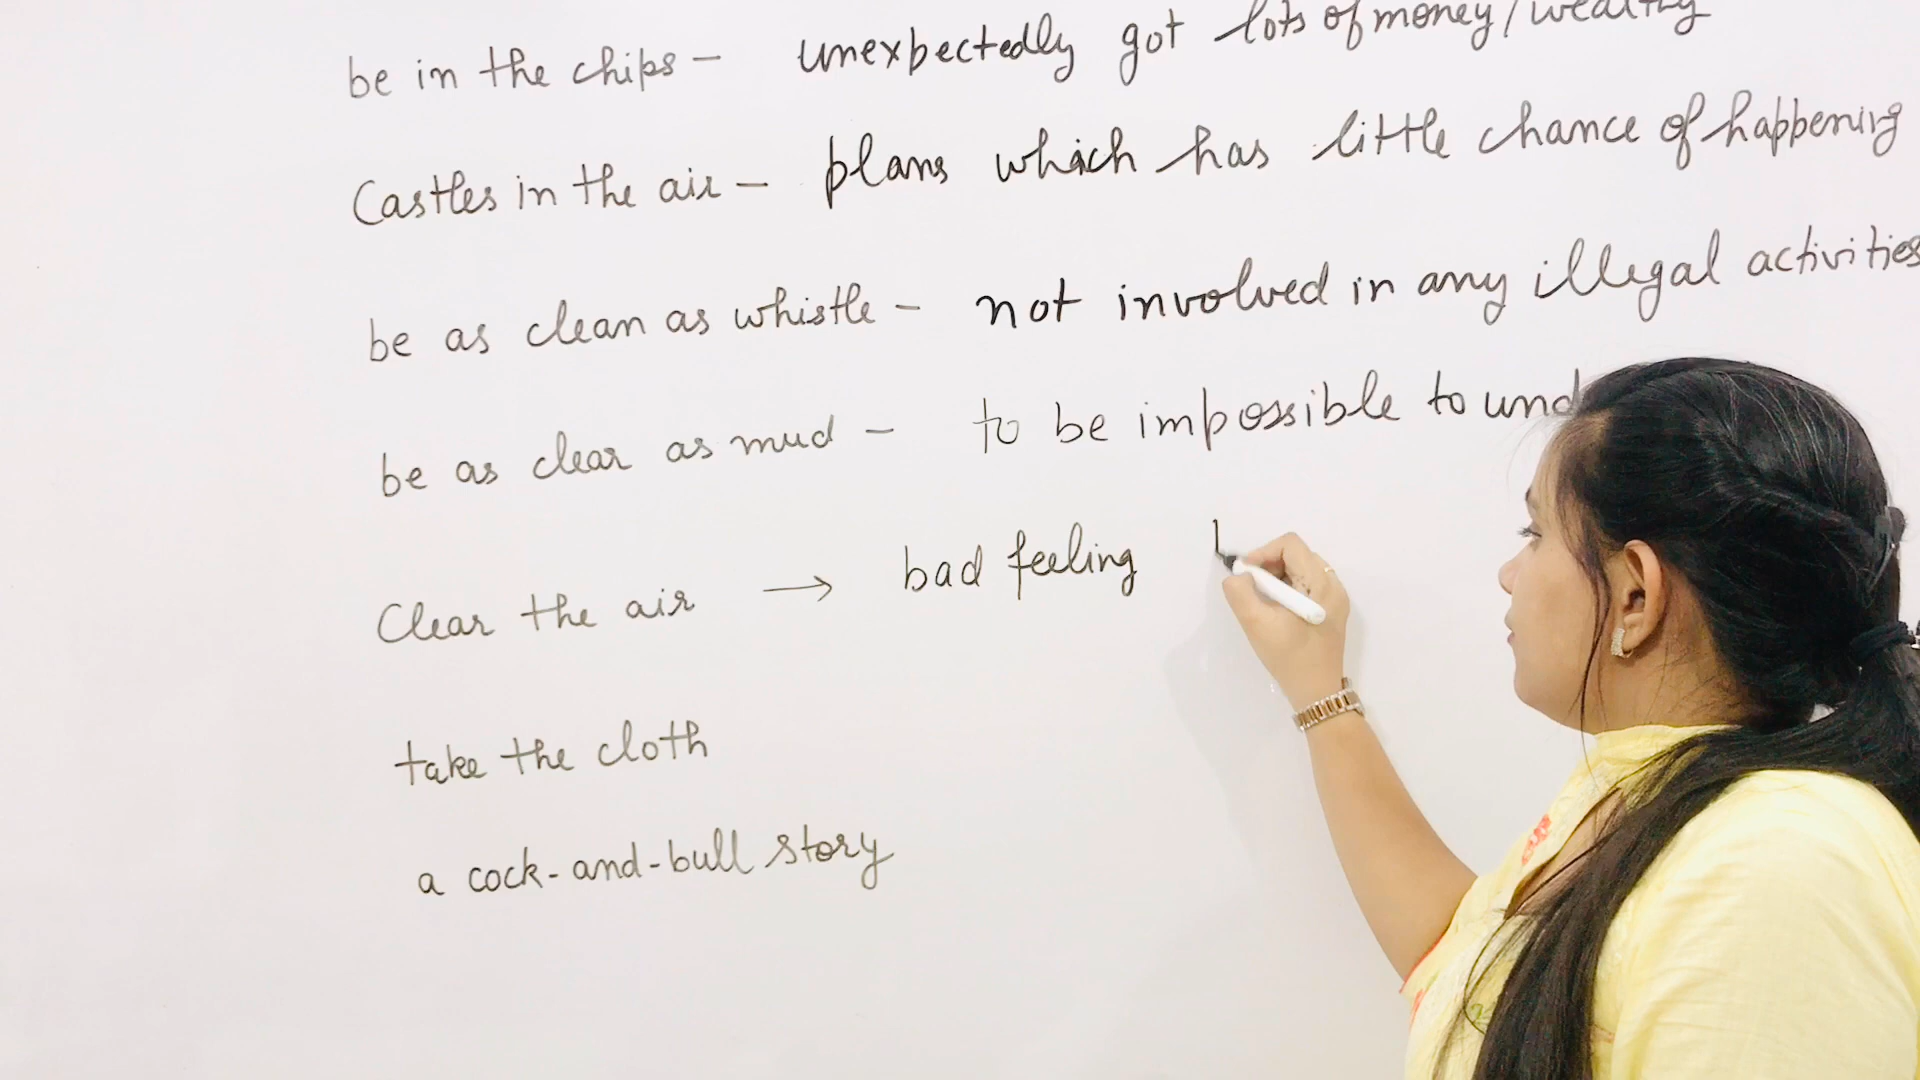 be in the chips - unexpectedly got lots of money/wealthy
Castles in the air - plans which has little chance of happening
be as clean as whistle - not involved in any illegal activities
be as clear as mud - to be impossible to und
Clear the air → bad feeling
take the cloth
a cock-and-bull story